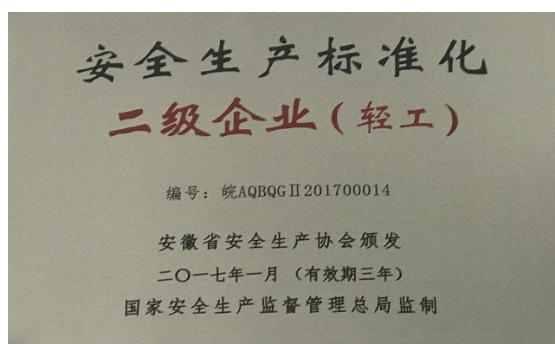 安全生产标准化
二级企业(轻工)
编号：皖AQBQGⅡ201700014
安徽省安全生产协会颁发
二〇一七年一月（有效期三年）
国家安全生产监督管理总局监制